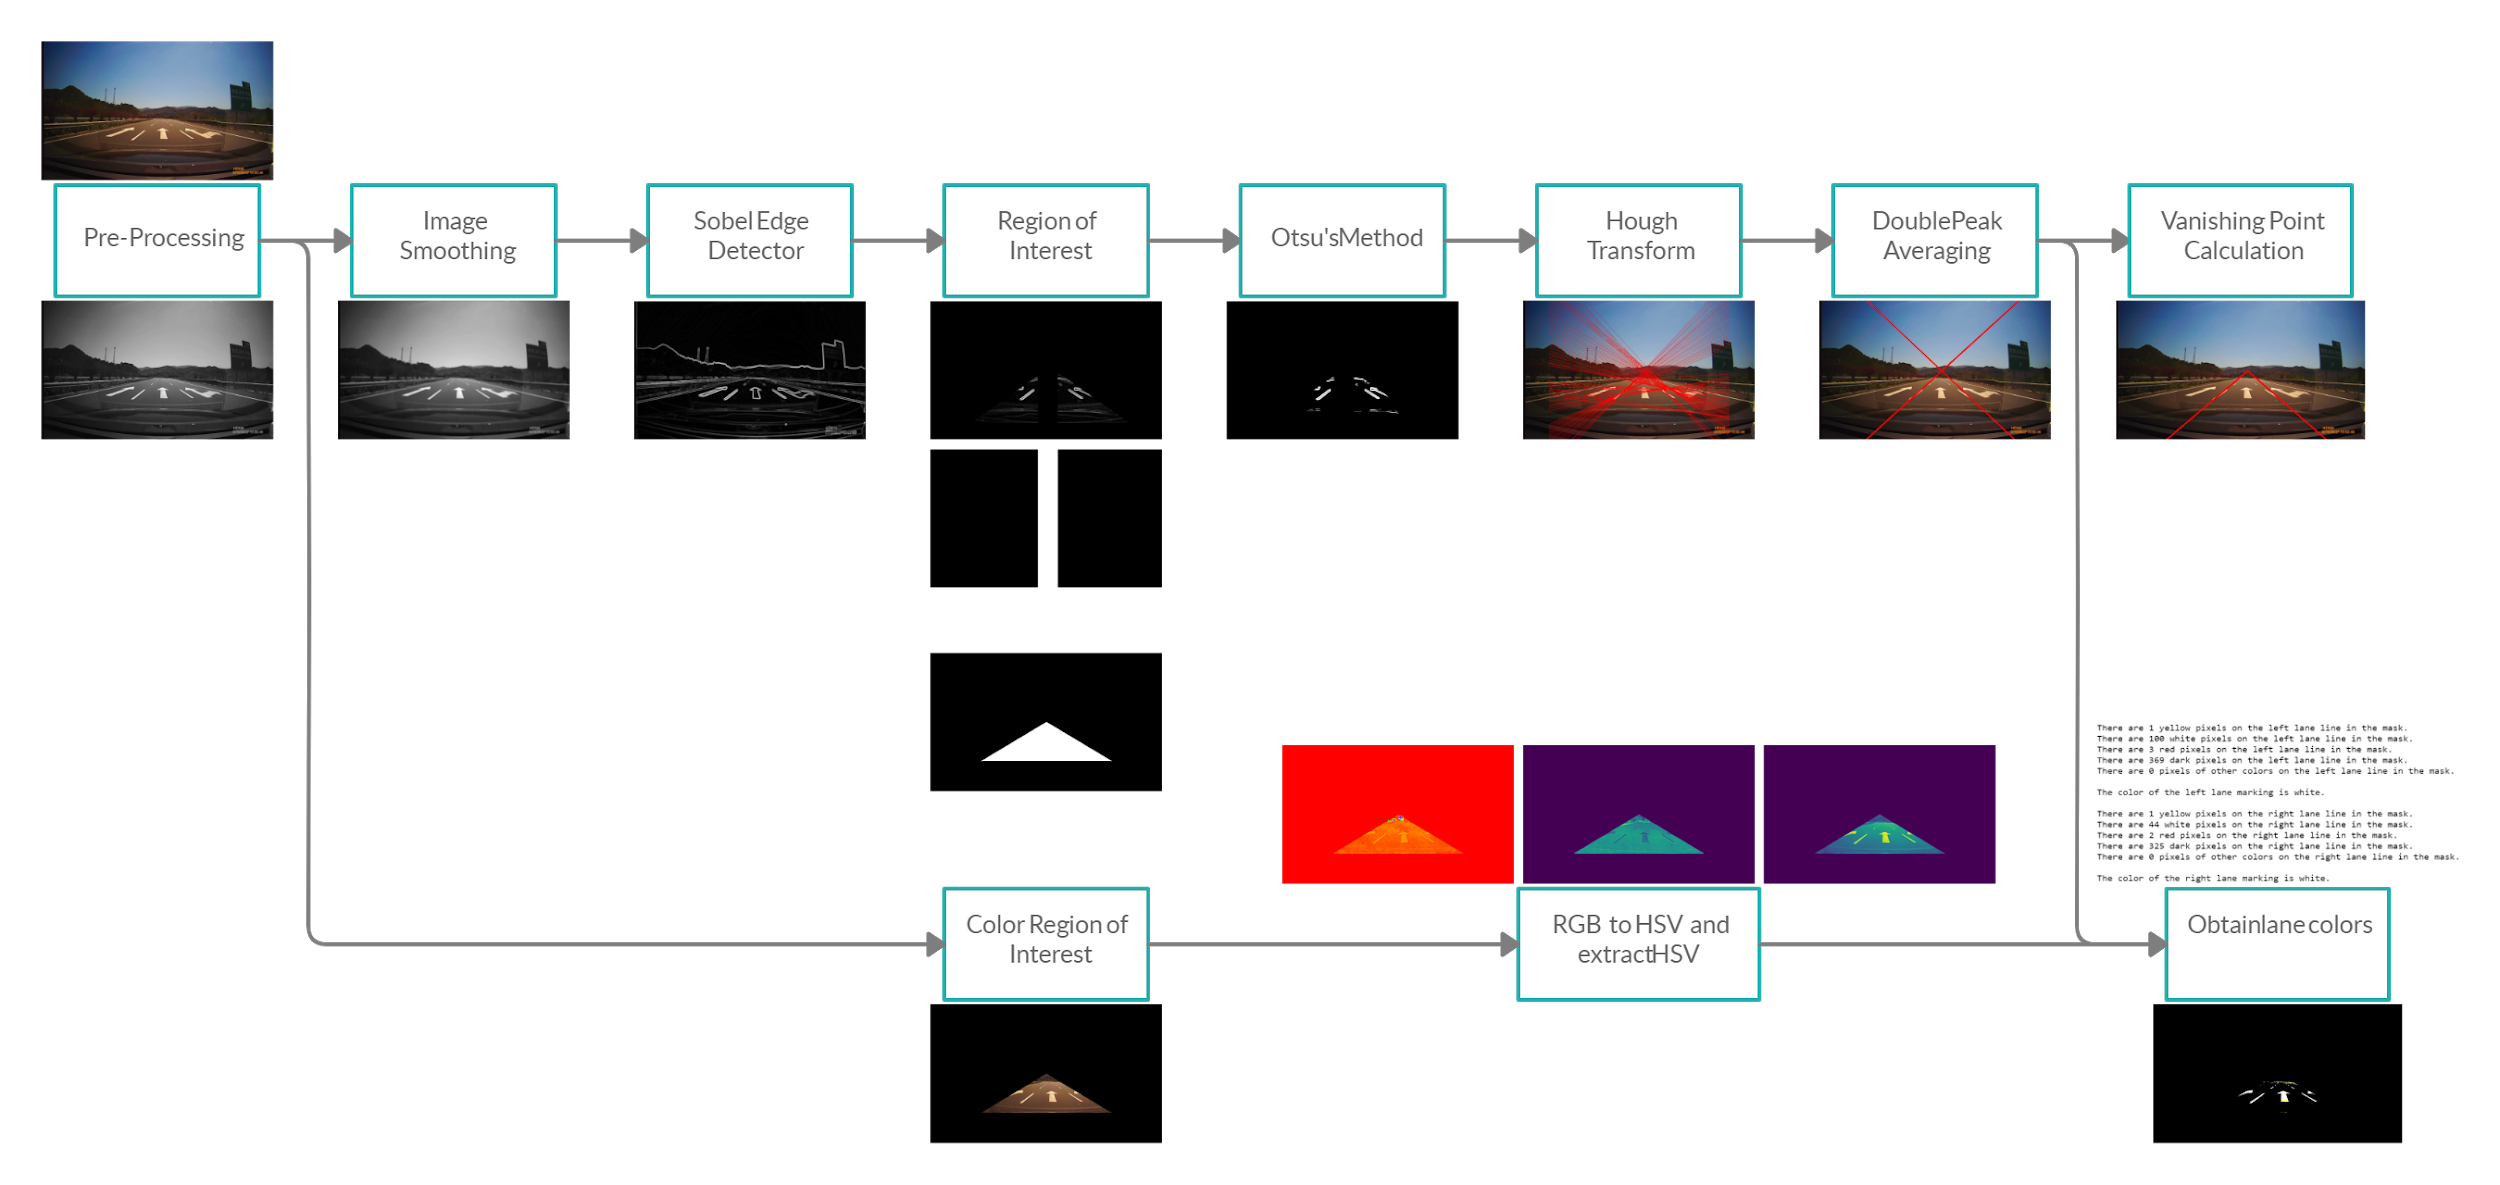 Pre-Processing
Image
Smoothing
Sobel Edge
Detector
Region of
Interest
Otsu'sMethod
Hough
Transform
DoublePeak
Averaging
Vanishing Point
Calculation
There are 1 yellow pixels on the left lane line in the mask.
There are 100 white pixels on the left lane line in the mask.
There are 3 red pixels on the left lane line in the mask.
There are 369 dark pixels on the left lane line in the mask.
There are 0 pixels of other colors on the left lane line in the mask.
The color of the left lane marking is white.
There are 1 yellow pixels on the right lane line in the mask.
There are 44 white pixels on the right lane line in the mask.
There are 2 red pixels on the right lane line in the mask.
There are 325 dark pixels on the right lane line in the mask.
There are 0 pixels of other colors on the right lane line in the mask.
The color of the right lane marking is white.
Color Region of
Interest
RGB to HSV and
extractHSV
Obtainlane colors